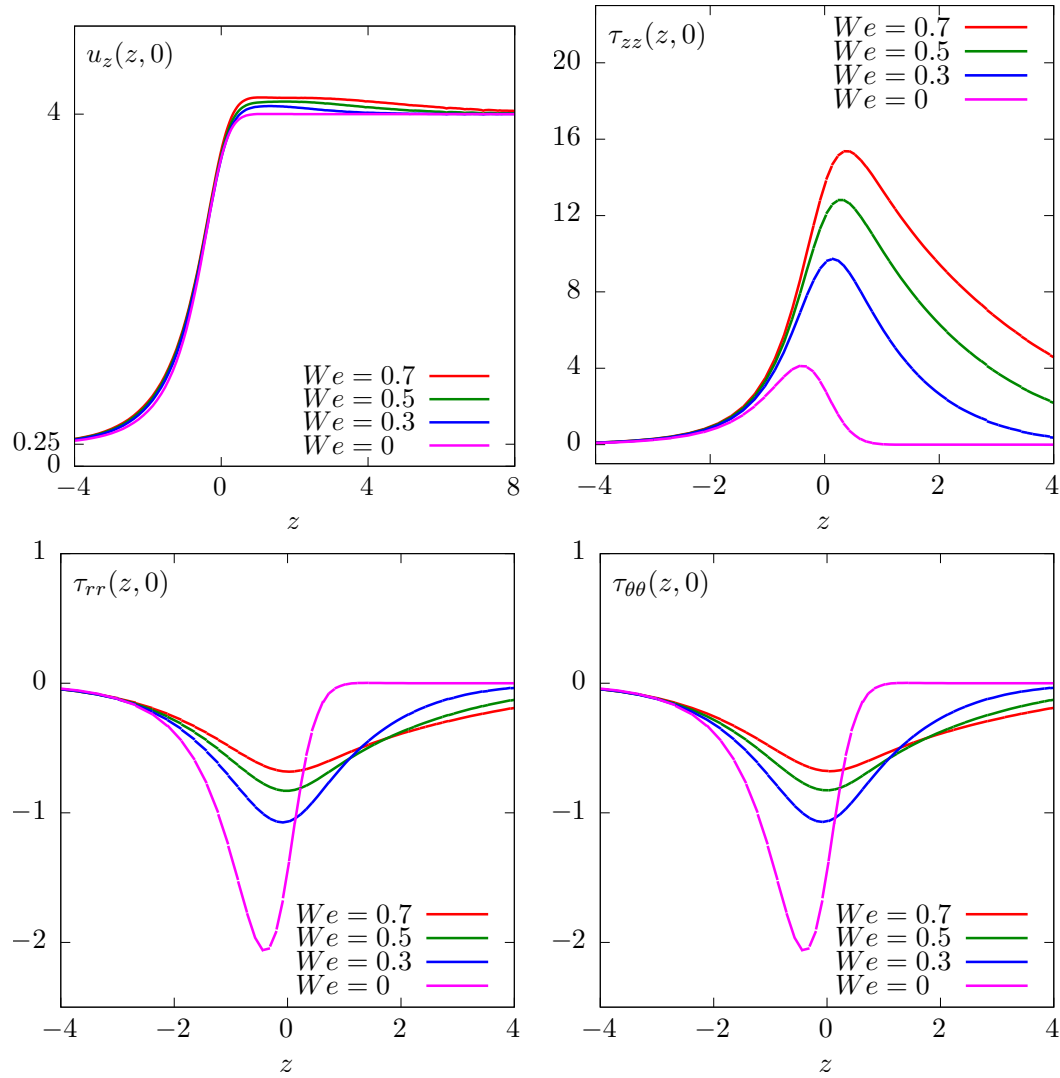 u_z(z, 0)
4
0.25
0
We = 0.7
We = 0.5
We = 0.3
We = 0
−4
0
4
8
z
τ_zz(z, 0)
20
16
12
8
4
0
We = 0.7
We = 0.5
We = 0.3
We = 0
−4
−2
0
2
4
z
τ_rr(z, 0)
1
0
−1
−2
We = 0.7
We = 0.5
We = 0.3
We = 0
−4
−2
0
2
4
z
τ_θθ(z, 0)
1
0
−1
−2
We = 0.7
We = 0.5
We = 0.3
We = 0
−4
−2
0
2
4
z